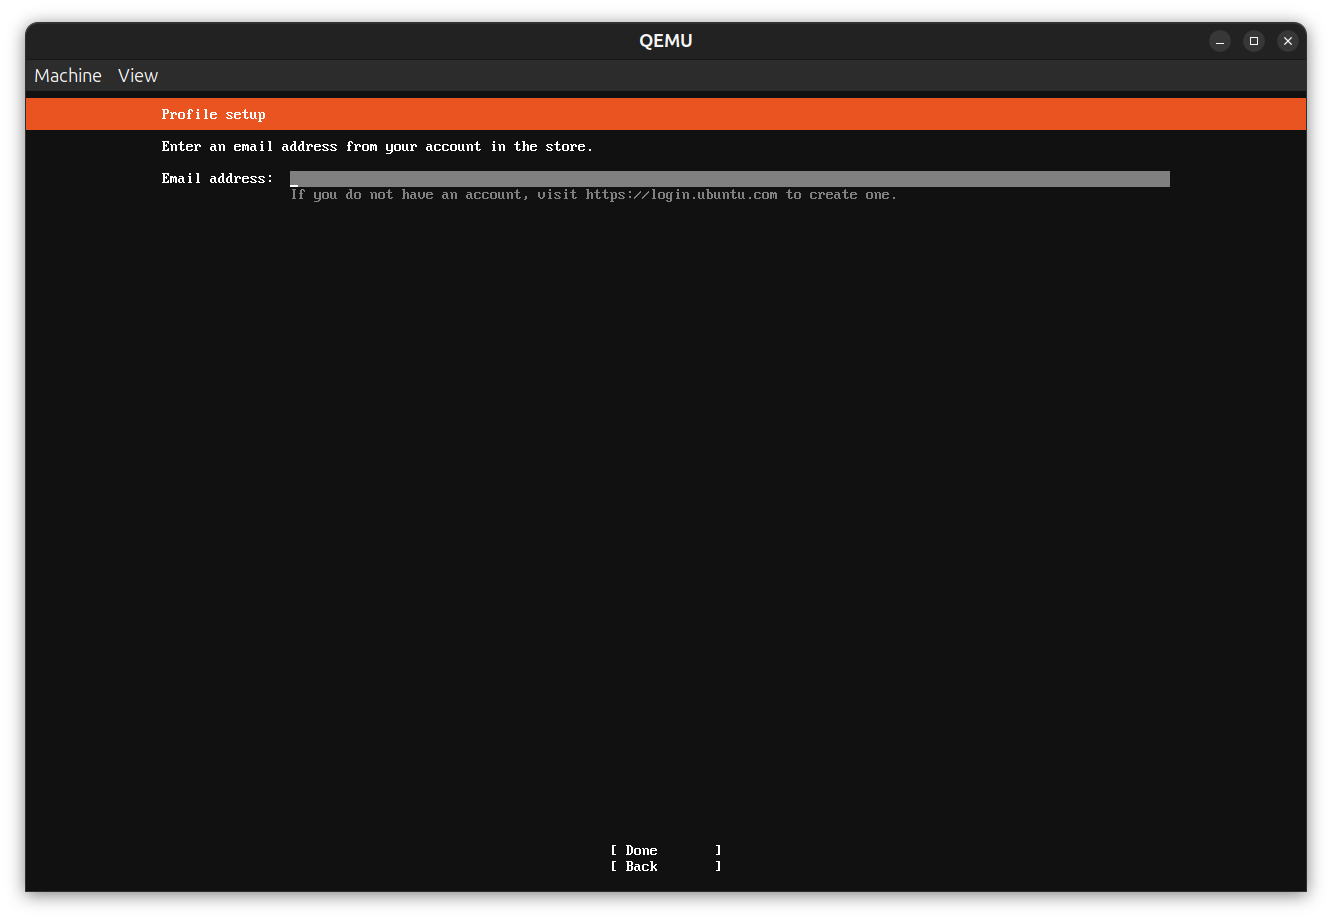 QEMU
Machine View
Profile setup
Enter an email address from your account in the store.
Email address:
If you do not have an account, visit https://login.ubuntu.com to create one.
[ Done ]
[ Back ]